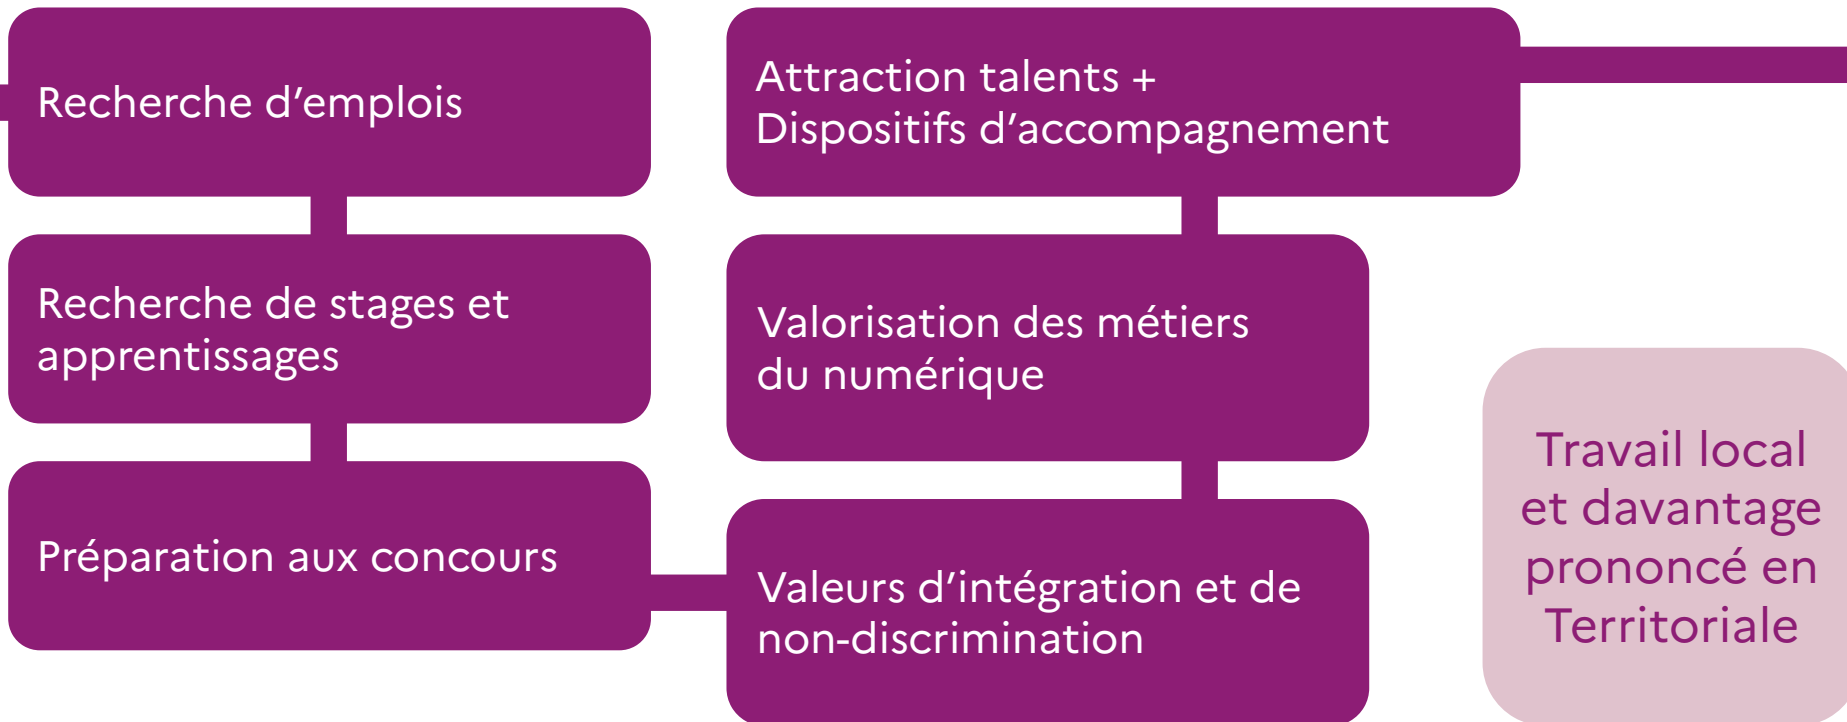 Recherche d’emplois
Recherche de stages et
apprentissages
Préparation aux concours
Attraction talents +
Dispositifs d’accompagnement
Valorisation des métiers
du numérique
Valeurs d’intégration et de
non-discrimination
Travail local
et davantage
prononcé en
Territoriale